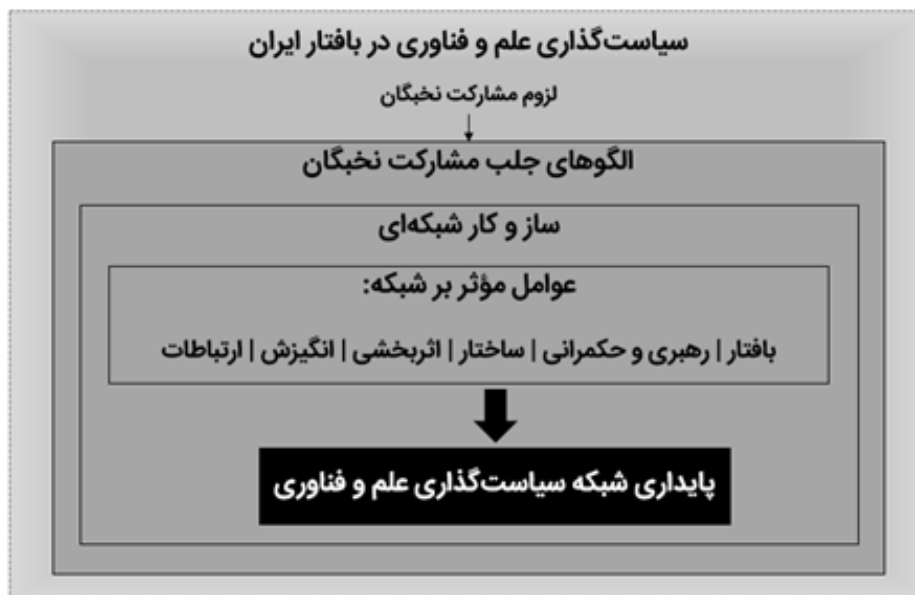 سیاست‌گذاری علم و فناوری در بافتار ایران
لزوم مشارکت نخبگان
الگوهای جلب مشارکت نخبگان
ساز و کار شبکه‌ای
عوامل مؤثر بر شبکه:
بافتار | رهبری و حکمرانی | ساختار | اثربخشی | انگیزش | ارتباطات
پایداری شبکه سیاست‌گذاری علم و فناوری